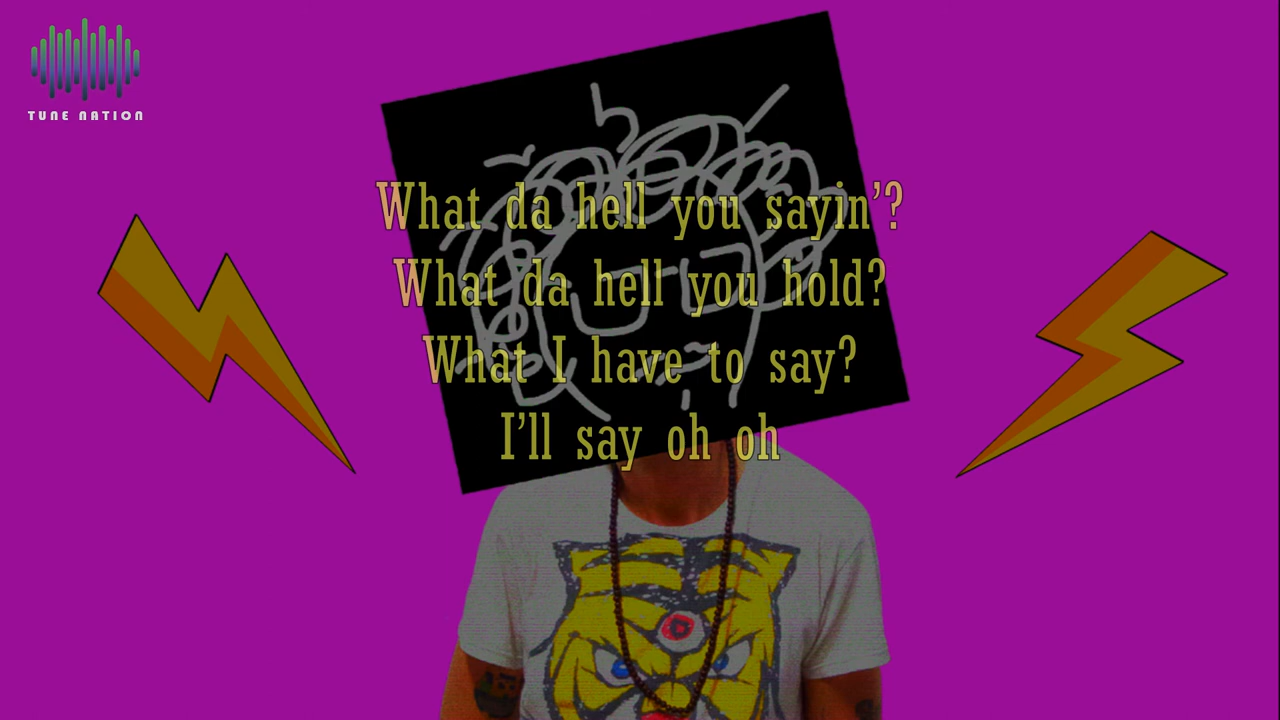 TUNE NATION
What da hell you sayin’?
What da hell you hold?
What I have to say?
I’ll say oh oh